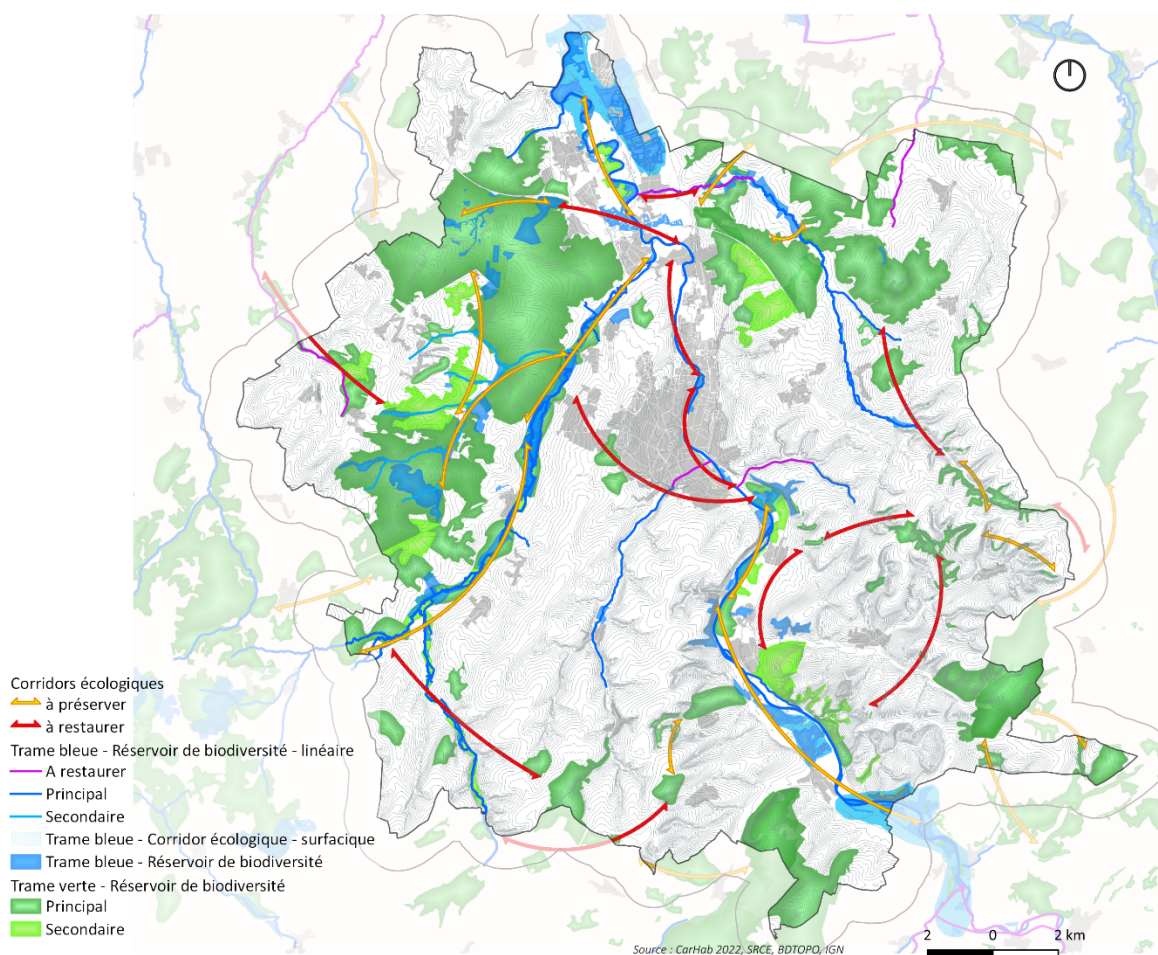 Corridors écologiques
à préserver
à restaurer
Trame bleue - Réservoir de biodiversité - linéaire
A restaurer
Principal
Secondaire
Trame bleue - Corridor écologique - surfacique
Trame bleue - Réservoir de biodiversité
Trame verte - Réservoir de biodiversité
Principal
Secondaire
2 0 2 km
Source : CarHab 2022, SRCE, BDTOPO, IGN